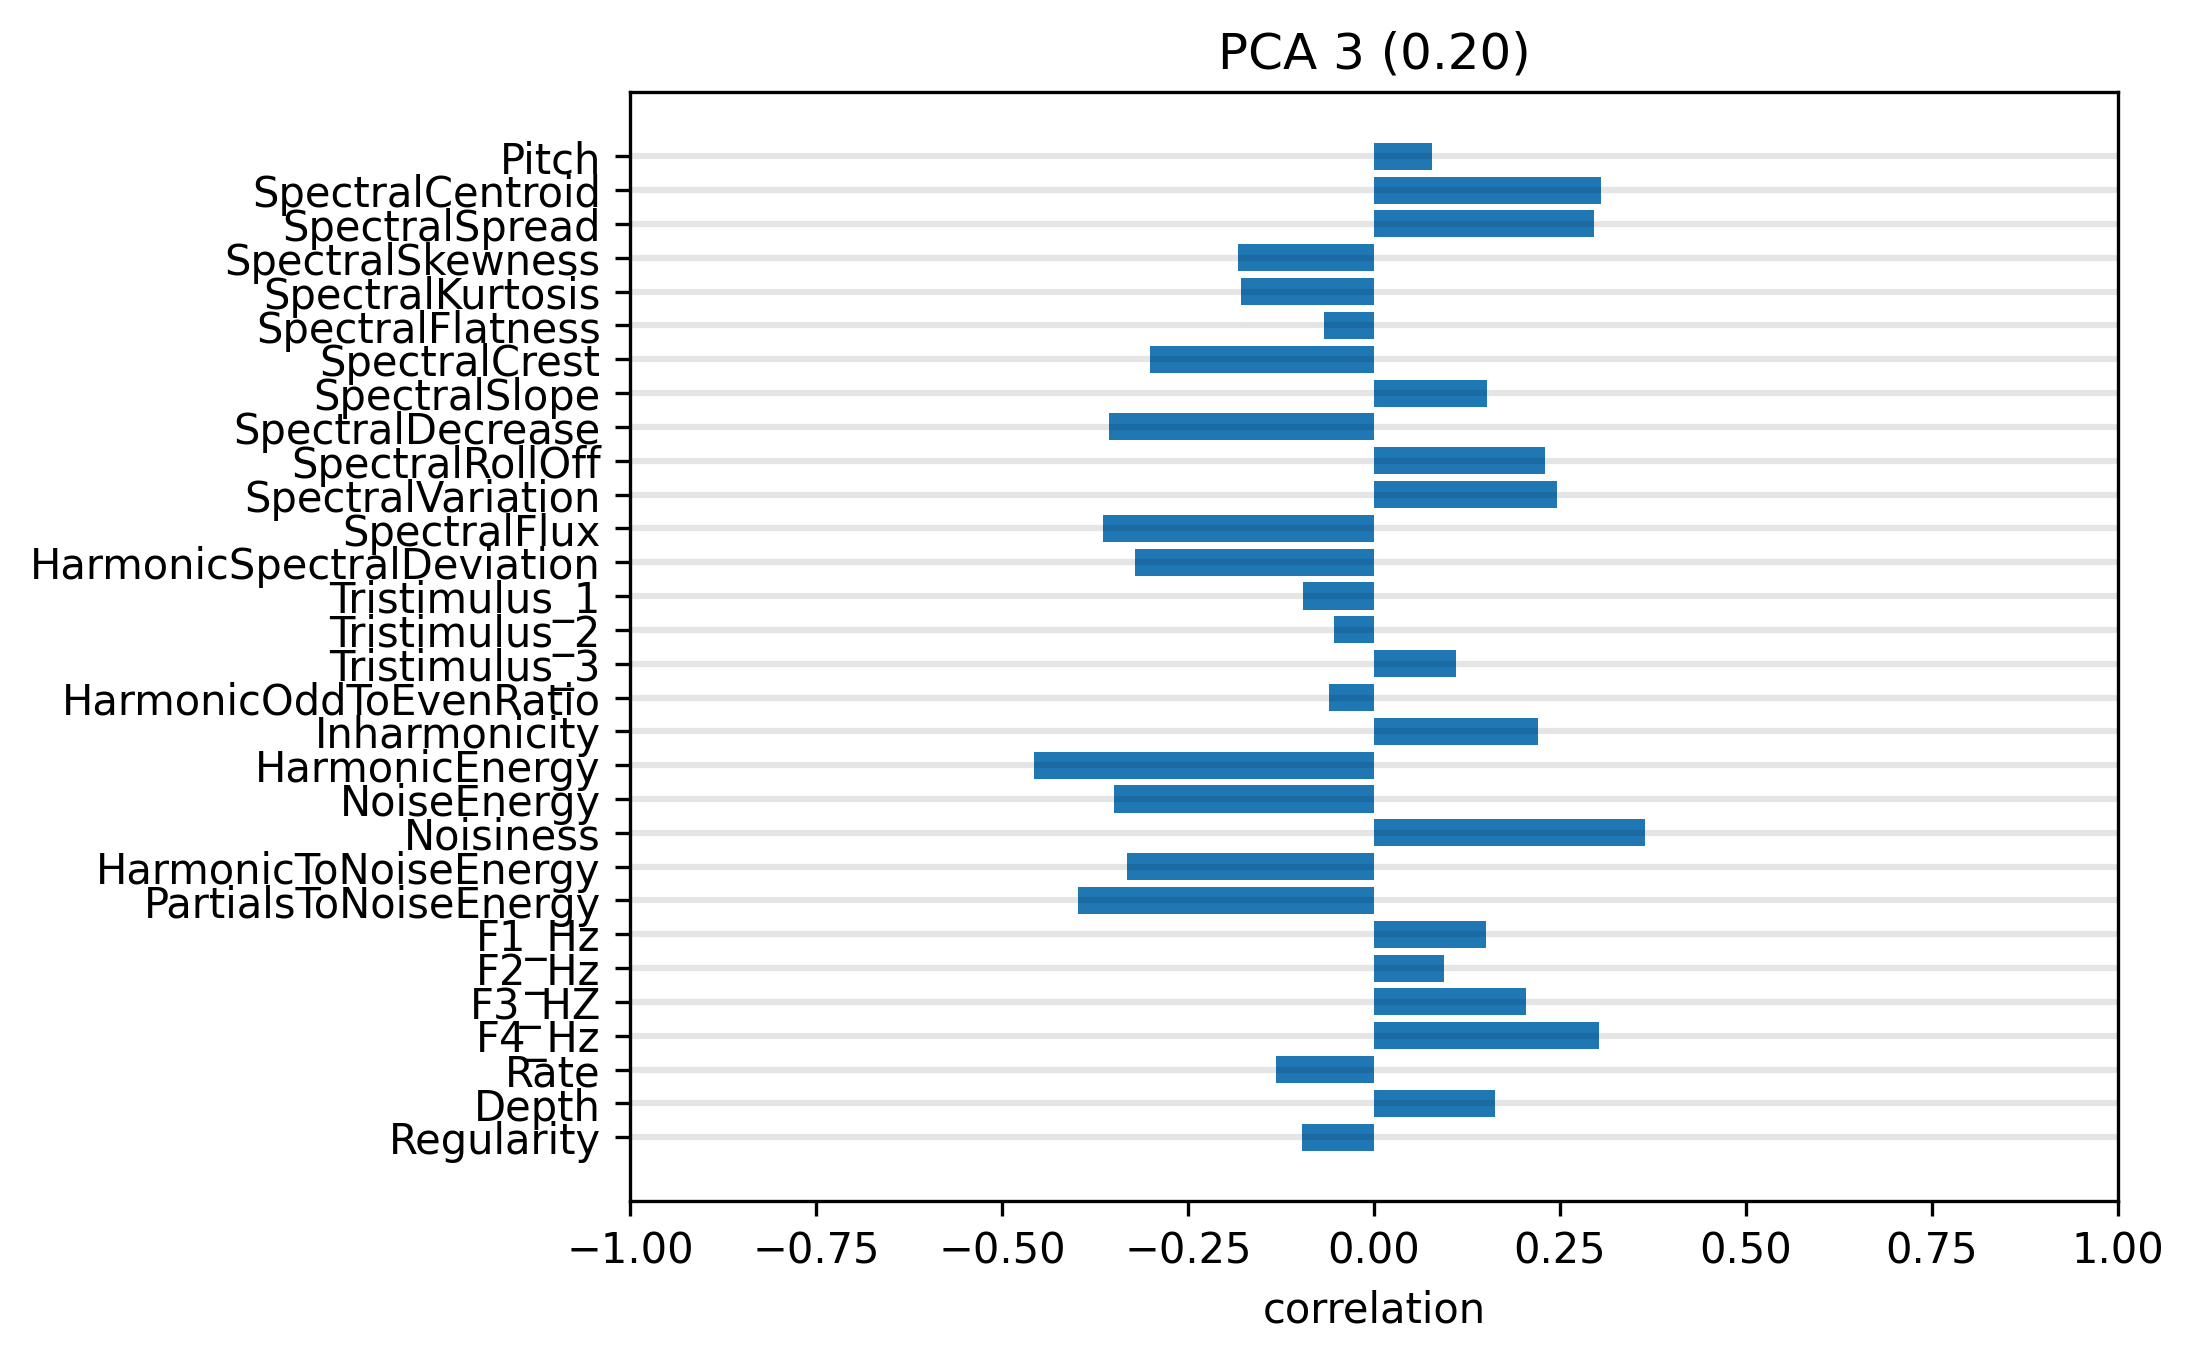 PCA 3 (0.20)
Pitch
SpectralCentroid
SpectralSpread
SpectralSkewness
SpectralKurtosis
SpectralFlatness
SpectralCrest
SpectralSlope
SpectralDecrease
SpectralRollOff
SpectralVariation
SpectralFlux
HarmonicSpectralDeviation
Tristimulus_1
Tristimulus_2
Tristimulus_3
HarmonicOddToEvenRatio
Inharmonicity
HarmonicEnergy
NoiseEnergy
Noisiness
HarmonicToNoiseEnergy
PartialsToNoiseEnergy
F1_Hz
F2_Hz
F3_HZ
F4_Hz
Rate
Depth
Regularity
−1.00 −0.75 −0.50 −0.25 0.00 0.25 0.50 0.75 1.00
correlation